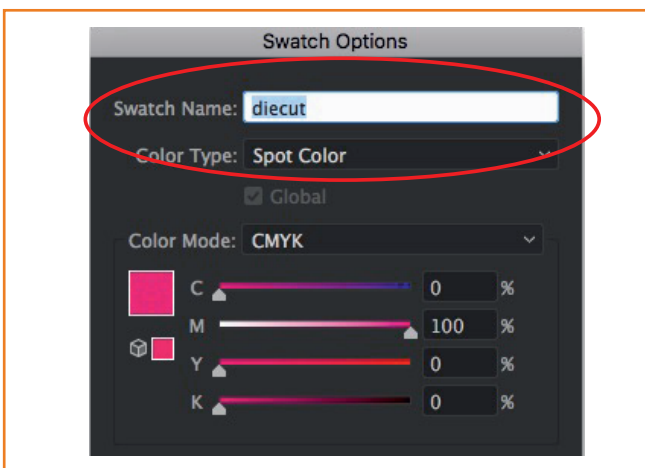 Swatch Options
Swatch Name: diecut
Color Type: Spot Color
Global
Color Mode: CMYK
C 0 %
M 100 %
Y 0 %
K 0 %